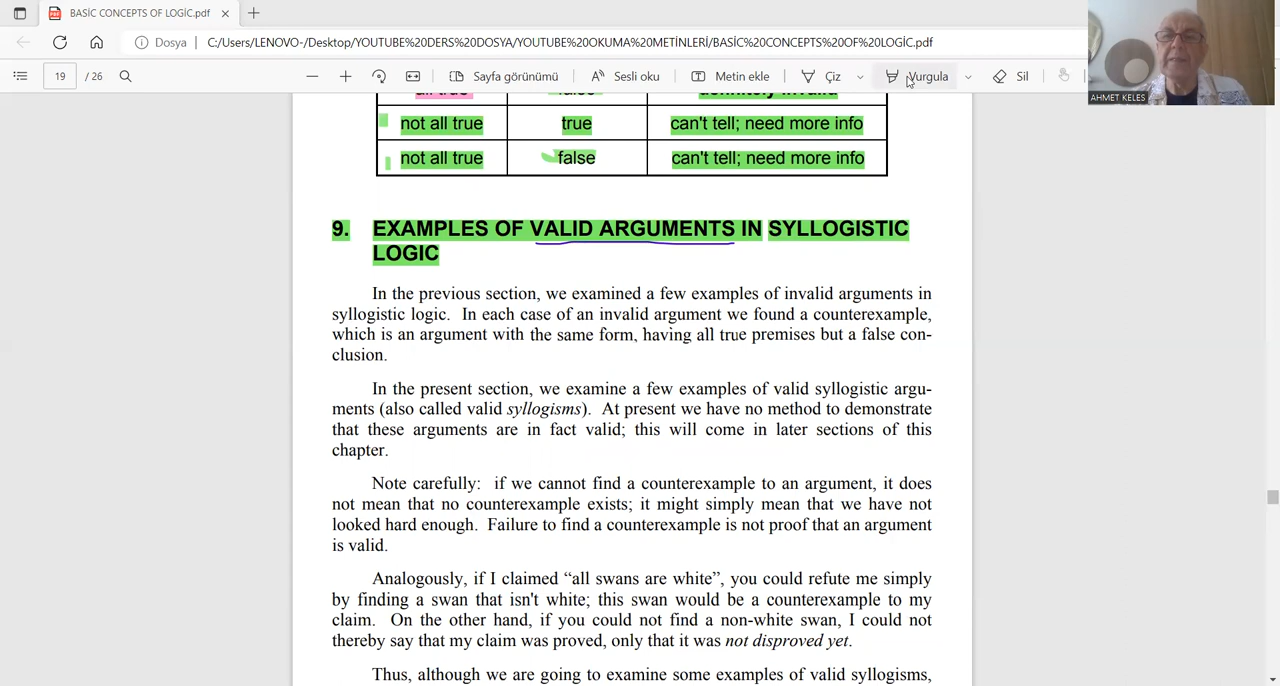 BASİC CONCEPTS OF LOGİC.pdf
Dosya
C:/Users/LENOVO-/Desktop/YOUTUBE%20DERS%20DOSYA/YOUTUBE%20OKUMA%20METİNLERİ/BASİC%20CONCEPTS%20OF%20LOGİC.pdf
19 / 26
Sayfa görünümü
Sesli oku
Metin ekle
Çiz
Vurgula
Sil
AHMET KELES
all true false definitely invalid
not all true true can't tell; need more info
not all true false can't tell; need more info
9. EXAMPLES OF VALID ARGUMENTS IN SYLLOGISTIC
LOGIC
In the previous section, we examined a few examples of invalid arguments in
syllogistic logic. In each case of an invalid argument we found a counterexample,
which is an argument with the same form, having all true premises but a false con-
clusion.
In the present section, we examine a few examples of valid syllogistic argu-
ments (also called valid syllogisms). At present we have no method to demonstrate
that these arguments are in fact valid; this will come in later sections of this
chapter.
Note carefully: if we cannot find a counterexample to an argument, it does
not mean that no counterexample exists; it might simply mean that we have not
looked hard enough. Failure to find a counterexample is not proof that an argument
is valid.
Analogously, if I claimed “all swans are white”, you could refute me simply
by finding a swan that isn't white; this swan would be a counterexample to my
claim. On the other hand, if you could not find a non-white swan, I could not
thereby say that my claim was proved, only that it was not disproved yet.
Thus, although we are going to examine some examples of valid syllogisms,